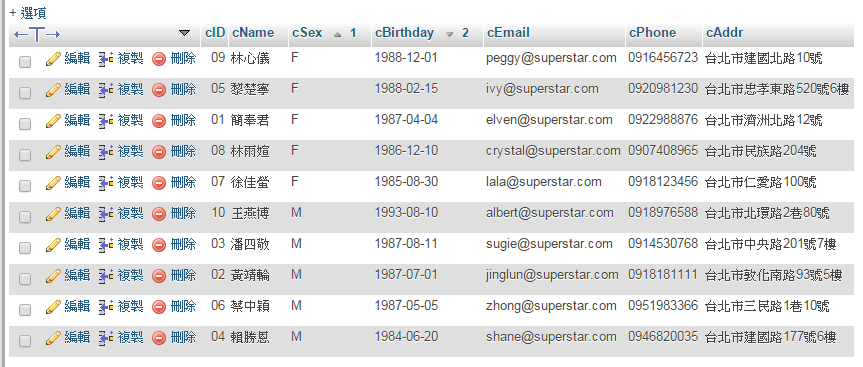 + 選項
←T→ cID cName cSex 1 cBirthday 2 cEmail cPhone cAddr
編輯 複製 刪除 09 林心儀 F 1988-12-01 peggy@superstar.com 0916456723 台北市建國北路10號
編輯 複製 刪除 05 黎楚寧 F 1988-02-15 ivy@superstar.com 0920981230 台北市忠孝東路520號6樓
編輯 複製 刪除 01 簡奉君 F 1987-04-04 elven@superstar.com 0922988876 台北市濟洲北路12號
編輯 複製 刪除 08 林雨媗 F 1986-12-10 crystal@superstar.com 0907408965 台北市民族路204號
編輯 複製 刪除 07 徐佳螢 F 1985-08-30 lala@superstar.com 0918123456 台北市仁愛路100號
編輯 複製 刪除 10 王燕博 M 1993-08-10 albert@superstar.com 0918976588 台北市北環路2巷80號
編輯 複製 刪除 03 潘四敬 M 1987-08-11 sugie@superstar.com 0914530768 台北市中央路201號7樓
編輯 複製 刪除 02 黃靖輪 M 1987-07-01 jinglun@superstar.com 0918181111 台北市敦化南路93號5樓
編輯 複製 刪除 06 蔡中穎 M 1987-05-05 zhong@superstar.com 0951983366 台北市三民路1巷10號
編輯 複製 刪除 04 賴勝恩 M 1984-06-20 shane@superstar.com 0946820035 台北市建國路177號6樓